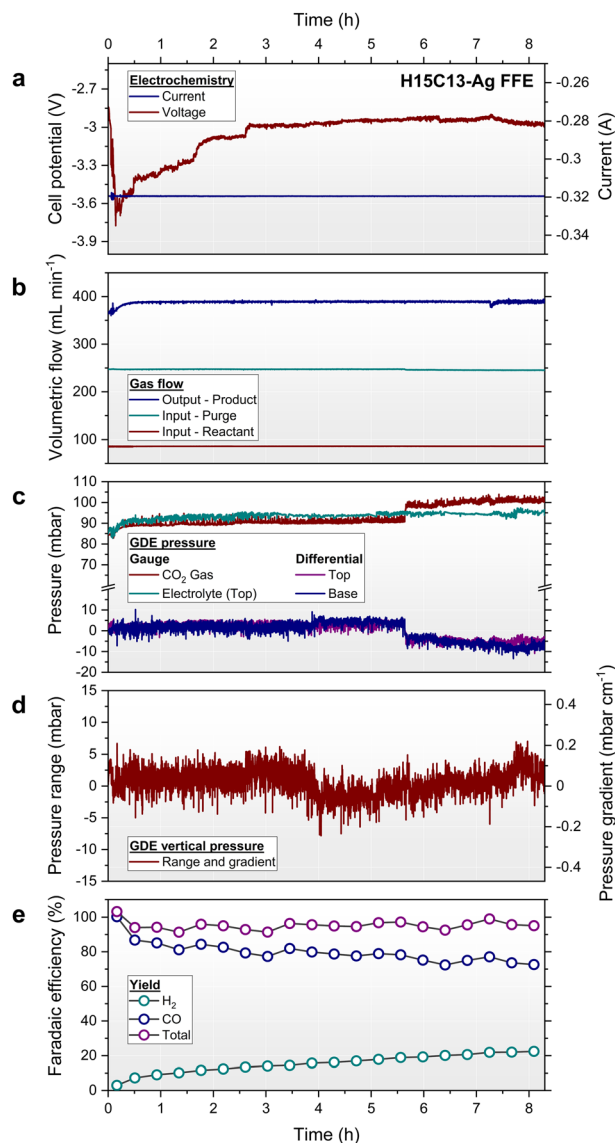 Time (h)
0 1 2 3 4 5 6 7 8
a
H15C13-Ag FFE
Electrochemistry
Current
Voltage
Cell potential (V)
-2.7
-3
-3.3
-3.6
-3.9
Current (A)
-0.26
-0.28
-0.3
-0.32
-0.34
b
Volumetric flow (mL min⁻¹)
400
300
200
100
Gas flow
Output - Product
Input - Purge
Input - Reactant
c
Pressure (mbar)
110
100
90
80
70
10
0
-10
-20
GDE pressure
Gauge Differential
CO₂ Gas Top
Electrolyte (Top) Base
d
Pressure range (mbar)
15
10
5
0
-5
-10
-15
Pressure gradient (mbar cm⁻¹)
0.4
0.2
0
-0.2
-0.4
GDE vertical pressure
Range and gradient
e
Faradaic efficiency (%)
100
80
60
40
20
0
Yield
H₂
CO
Total
0 1 2 3 4 5 6 7 8
Time (h)